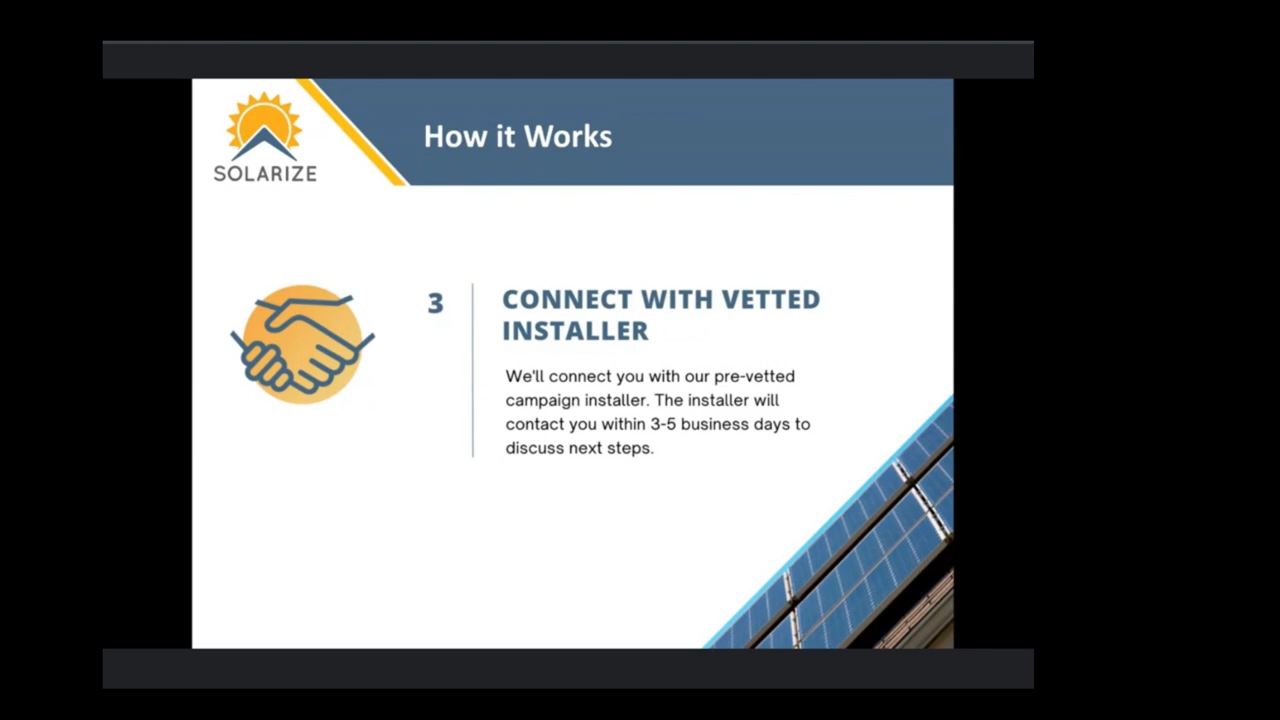 How it Works
SOLARIZE
3
CONNECT WITH VETTED
INSTALLER
We'll connect you with our pre-vetted
campaign installer. The installer will
contact you within 3-5 business days to
discuss next steps.